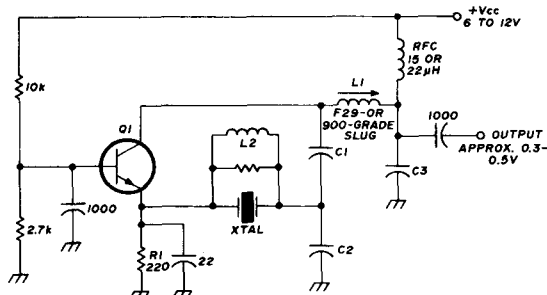 +Vcc
6 TO 12V
RFC
15 OR
22µH
10k
L1
F29-OR
900-GRADE
SLUG
Q1
L2
C1
1000
OUTPUT
APPROX. 0.3-
0.5V
C3
1000
XTAL
2.7k
R1
220
22
C2